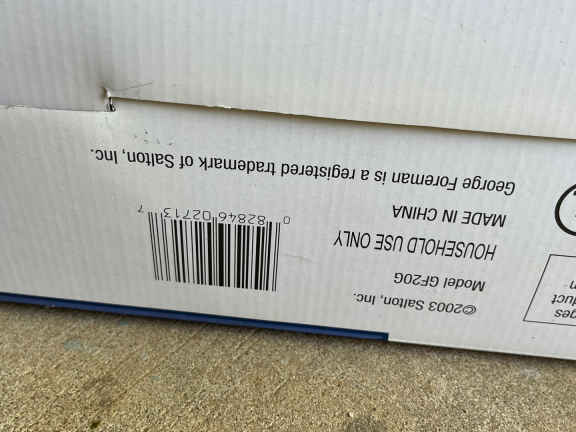 ©2003 Salton, Inc.
Model GF20G
HOUSEHOLD USE ONLY
MADE IN CHINA
George Foreman is a registered trademark of Salton, Inc.
0 82846 02713 7